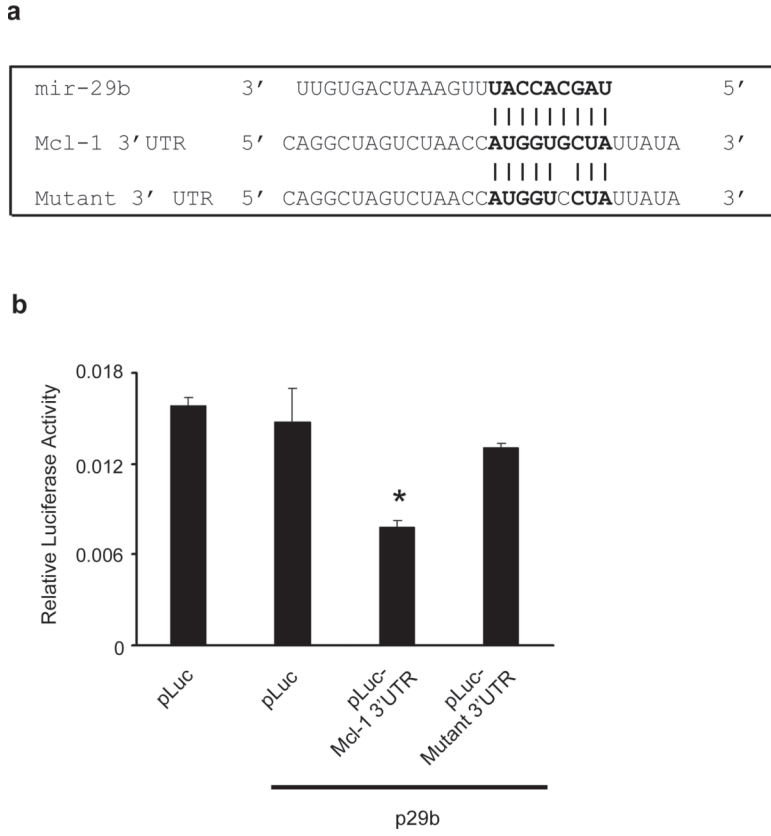 a
mir-29b 3' UUGUGACUAAAGUUUACCACGAU 5'
Mcl-1 3'UTR 5' CAGGCUAGUCUAACCAUGGUGCUAUUAUA 3'
Mutant 3' UTR 5' CAGGCUAGUCUAACCAUGGUCCUAUUAUA 3'
b
Relative Luciferase Activity
0.018
0.012
0.006
0
*
pLuc
pLuc
pLuc-
Mcl-1 3'UTR
pLuc-
Mutant 3'UTR
p29b